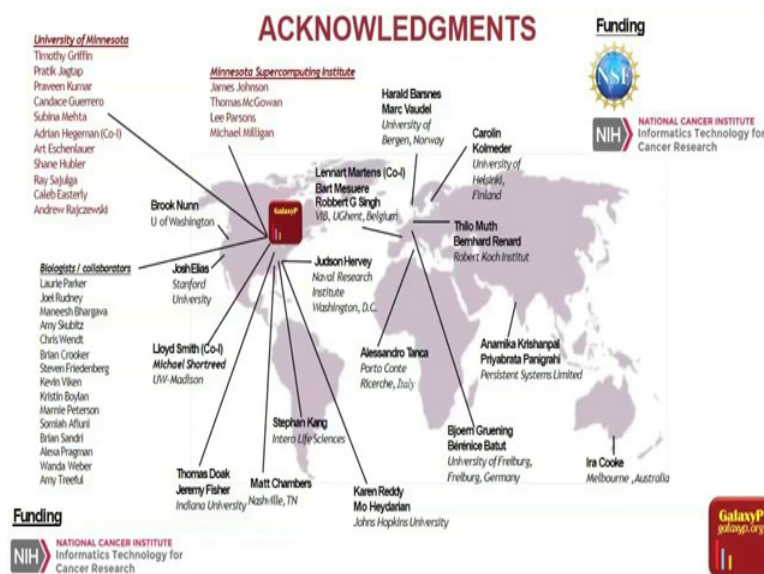 ACKNOWLEDGMENTS
Funding
NSF
NIH
NATIONAL CANCER INSTITUTE
Informatics Technology for
Cancer Research
University of Minnesota
Timothy Griffin
Pratik Jagtap
Praveen Kumar
Candace Guerrero
Subina Mehta
Adrian Hegeman (Co-I)
Art Eschenlauer
Shane Hubler
Ray Sajulga
Caleb Easterly
Andrew Rajczewski
Minnesota Supercomputing Institute
James Johnson
Thomas McGowan
Lee Parsons
Michael Milligan
Harald Barsnes
Marc Vaudel
University of
Bergen, Norway
Carolin
Kolmeder
University of
Helsinki,
Finland
Lennart Martens (Co-I)
Bart Mesuere
Robbert G Singh
VIB, UGhent, Belgium
Brook Nunn
U of Washington
GalaxyP
Thilo Muth
Bernhard Renard
Robert Koch Institut
Josh Elias
Stanford
University
Judson Hervey
Naval Research
Institute
Washington, D.C.
Biologists / collaborators
Laurie Parker
Joel Rudney
Maneesh Bhargava
Amy Skubitz
Chris Wendt
Brian Crooker
Steven Friedenberg
Kevin Viken
Kristin Boylan
Marnie Peterson
Somiah Afiuni
Brian Sandri
Alexa Pragman
Wanda Weber
Amy Treeful
Lloyd Smith (Co-I)
Michael Shortreed
UW-Madison
Alessandro Tanca
Porto Conte
Ricerche, Italy
Anamika Krishanpal
Priyabrata Panigrahi
Persistent Systems Limited
Stephan Kang
Intero Life Sciences
Bjoern Gruening
Bérénice Batut
University of Freiburg,
Freiburg, Germany
Ira Cooke
Melbourne ,Australia
Thomas Doak
Jeremy Fisher
Indiana University
Matt Chambers
Nashville, TN
Karen Reddy
Mo Heydarian
Johns Hopkins University
Funding
NIH
NATIONAL CANCER INSTITUTE
Informatics Technology for
Cancer Research
GalaxyP
galaxyp.org